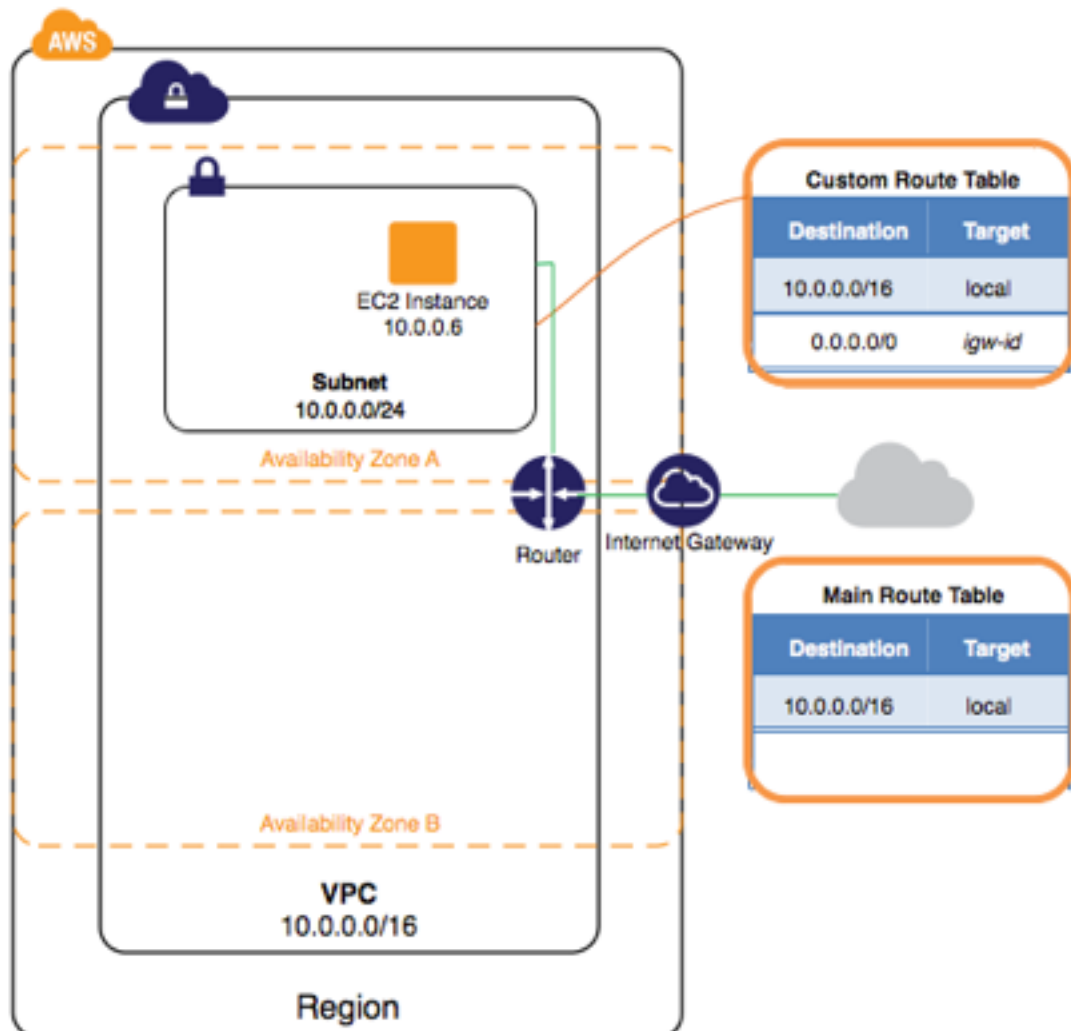 AWS
EC2 Instance
10.0.0.6
Subnet
10.0.0.0/24
Availability Zone A
Router
Internet Gateway
Availability Zone B
VPC
10.0.0.0/16
Region
Custom Route Table
Destination Target
10.0.0.0/16 local
0.0.0.0/0 igw-id
Main Route Table
Destination Target
10.0.0.0/16 local